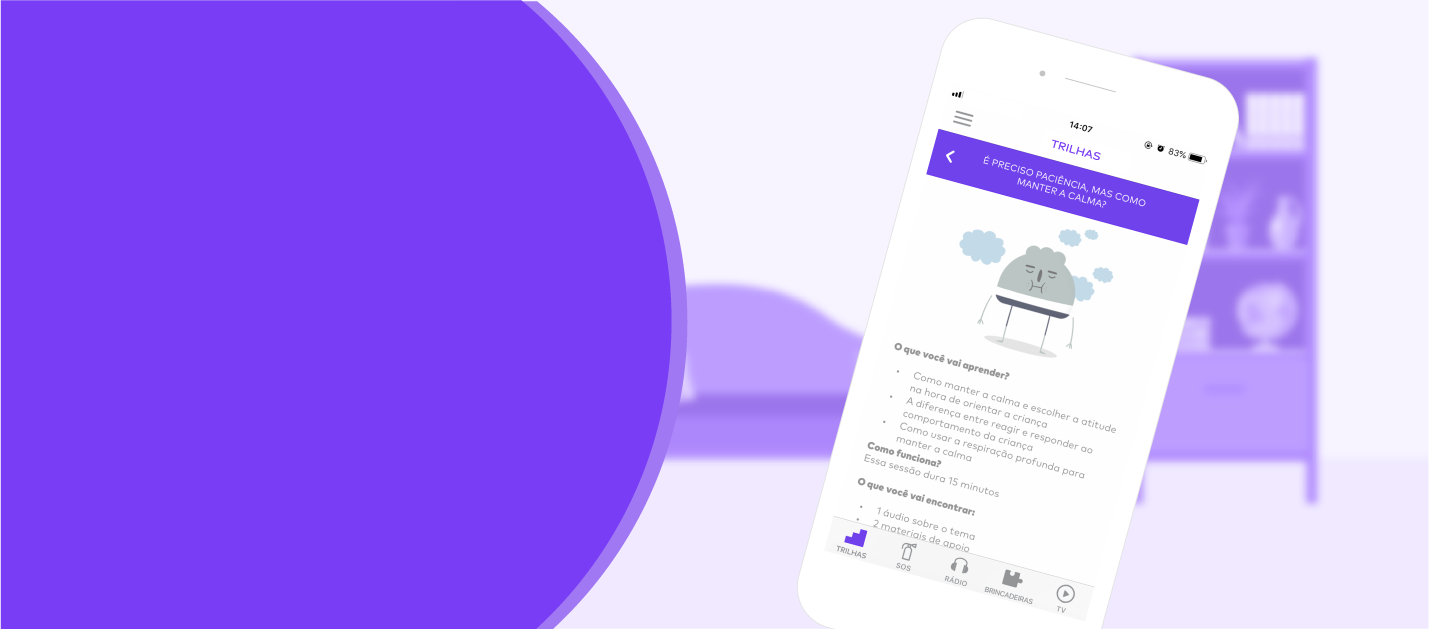 14:07
83%
TRILHAS
É PRECISO PACIÊNCIA, MAS COMO
MANTER A CALMA?
O que você vai aprender?
• Como manter a calma e escolher a atitude
na hora de orientar a criança
• A diferença entre reagir e responder ao
comportamento da criança
• Como usar a respiração profunda para
manter a calma
Como funciona?
Essa sessão dura 15 minutos
O que você vai encontrar:
• 1 áudio sobre o tema
• 2 materiais de apoio
TRILHAS
SOS
RÁDIO
BRINCADEIRAS
TV